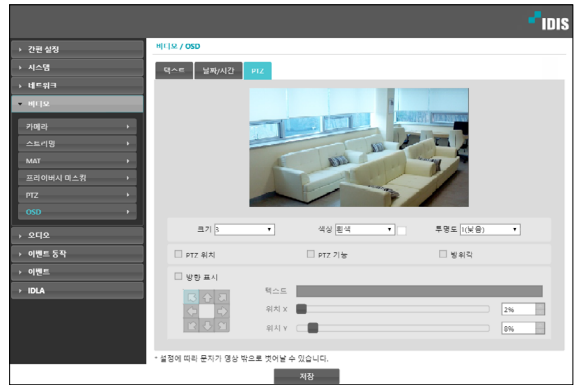 IDIS
간편 설정
시스템
네트워크
비디오
카메라
스트리밍
MAT
프라이버시 마스킹
PTZ
OSD
오디오
이벤트 동작
이벤트
IDLA
비디오 / OSD
텍스트 날짜/시간 PTZ
크기 3 색상 흰색 투명도 1(낮음)
PTZ 위치 PTZ 기능 방위각
방향 표시
텍스트
위치 X 2%
위치 Y 8%
* 설정에 따라 문자가 영상 밖으로 벗어날 수 있습니다.
저장